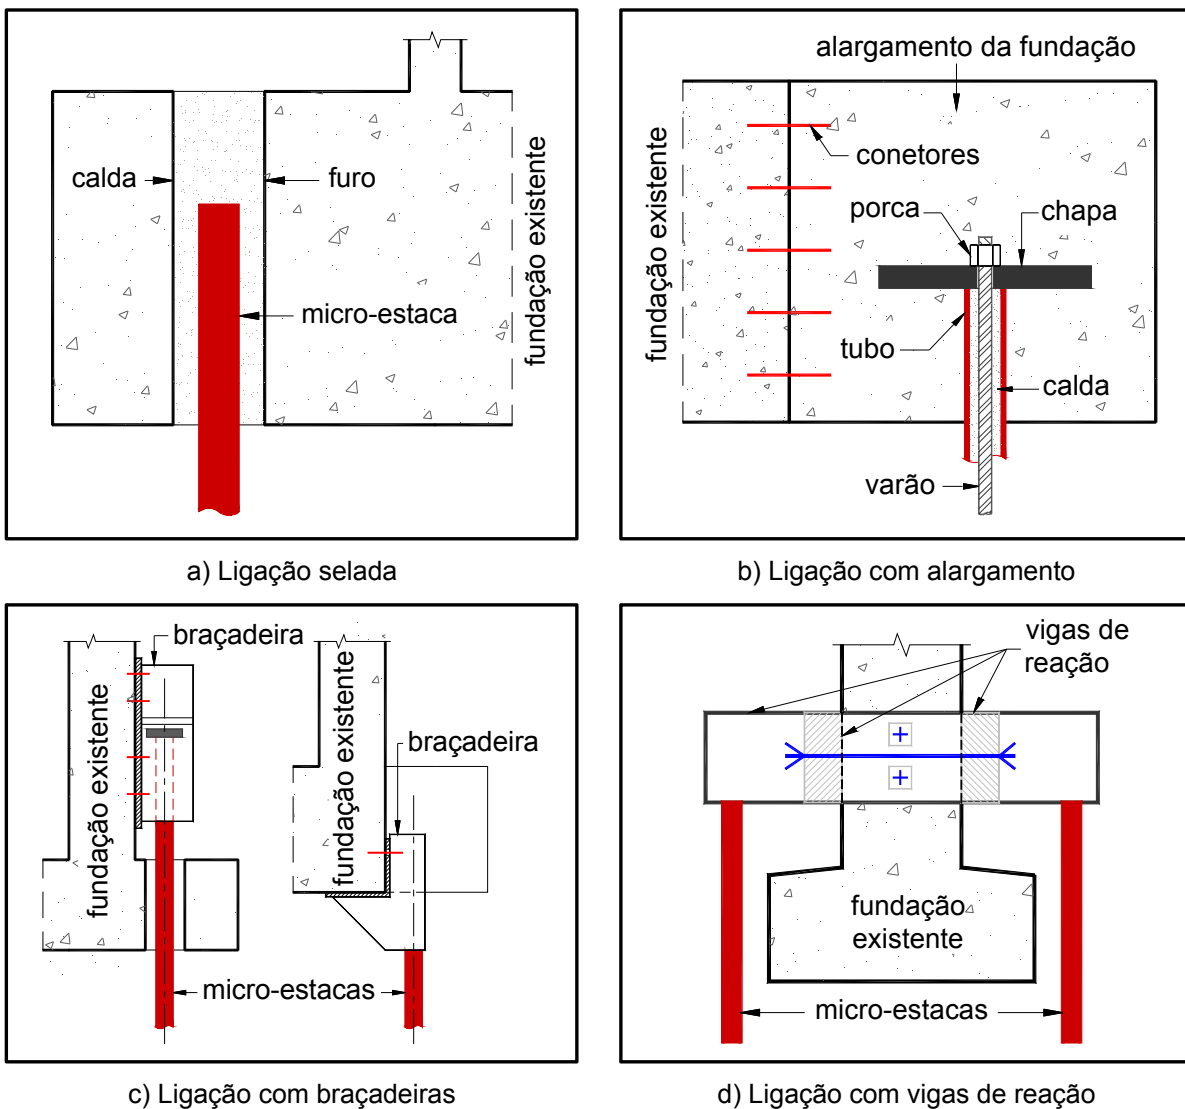 calda
furo
micro-estaca
fundação existente
a) Ligação selada
alargamento da fundação
fundação existente
conetores
porca
chapa
tubo
calda
varão
b) Ligação com alargamento
braçadeira
fundação existente
fundação existente
braçadeira
micro-estacas
c) Ligação com braçadeiras
vigas de
reação
fundação
existente
micro-estacas
d) Ligação com vigas de reação